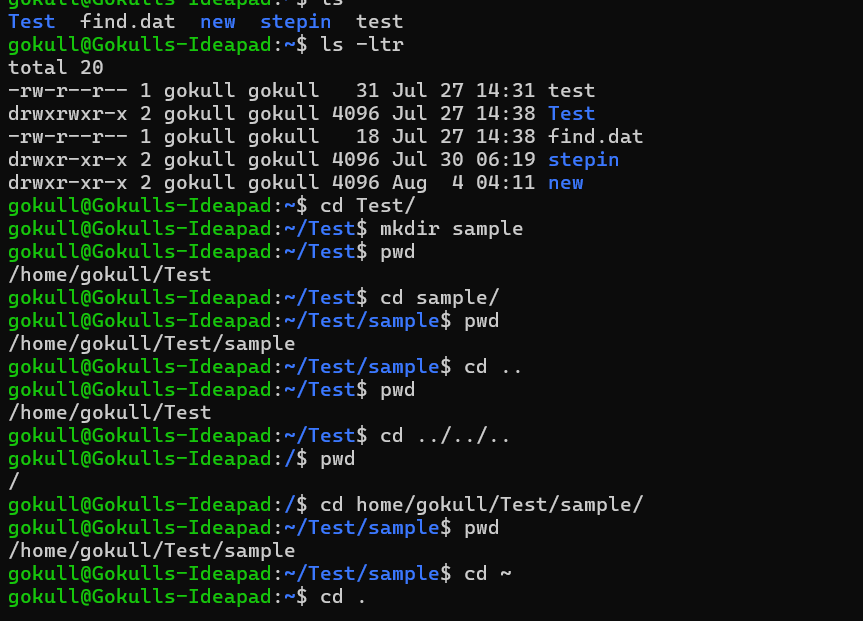 gokull@Gokulls-Ideapad:~$ ls
Test  find.dat  new  stepin  test
gokull@Gokulls-Ideapad:~$ ls -ltr
total 20
-rw-r--r-- 1 gokull gokull   31 Jul 27 14:31 test
drwxrwxr-x 2 gokull gokull 4096 Jul 27 14:38 Test
-rw-r--r-- 1 gokull gokull   18 Jul 27 14:38 find.dat
drwxr-xr-x 2 gokull gokull 4096 Jul 30 06:19 stepin
drwxr-xr-x 2 gokull gokull 4096 Aug  4 04:11 new
gokull@Gokulls-Ideapad:~$ cd Test/
gokull@Gokulls-Ideapad:~/Test$ mkdir sample
gokull@Gokulls-Ideapad:~/Test$ pwd
/home/gokull/Test
gokull@Gokulls-Ideapad:~/Test$ cd sample/
gokull@Gokulls-Ideapad:~/Test/sample$ pwd
/home/gokull/Test/sample
gokull@Gokulls-Ideapad:~/Test/sample$ cd ..
gokull@Gokulls-Ideapad:~/Test$ pwd
/home/gokull/Test
gokull@Gokulls-Ideapad:~/Test$ cd ../../..
gokull@Gokulls-Ideapad:/$ pwd
/
gokull@Gokulls-Ideapad:/$ cd home/gokull/Test/sample/
gokull@Gokulls-Ideapad:~/Test/sample$ pwd
/home/gokull/Test/sample
gokull@Gokulls-Ideapad:~/Test/sample$ cd ~
gokull@Gokulls-Ideapad:~$ cd .